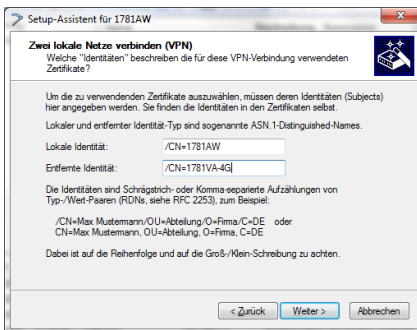 Setup-Assistent für 1781AW
Zwei lokale Netze verbinden (VPN)
Welche "Identitäten" beschreiben die für diese VPN-Verbindung verwendeten
Zertifikate?
Um die zu verwendenden Zertifikate auszuwählen, müssen deren Identitäten (Subjects)
hier angegeben werden. Sie finden die Identitäten in den Zertifikaten selbst.
Lokaler und entfernter Identität-Typ sind sogenannte ASN.1-Distinguished-Names.
Lokale Identität: /CN=1781AW
Entfernte Identität: /CN=1781VA-4G
Die Identitäten sind Schrägstrich- oder Komma-separierte Aufzählungen von
Typ-/Wert-Paaren (RDNs, siehe RFC 2253), zum Beispiel:
/CN=Max Mustermann/OU=Abteilung/O=Firma/C=DE oder
CN=Max Mustermann, OU=Abteilung, O=Firma, C=DE
Dabei ist auf die Reihenfolge und auf die Groß-/Klein-Schreibung zu achten.
< Zurück Weiter > Abbrechen